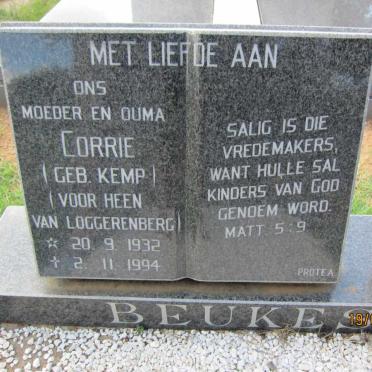 MET LIEFDE AAN
ONS
MOEDER EN OUMA
CORRIE
(GEB. KEMP)
(VOOR HEEN
VAN LOGGERENBERG)
☆ 20. 9. 1932
✝ 2. 11. 1994
SALIG IS DIE
VREDEMAKERS,
WANT HULLE SAL
KINDERS VAN GOD
GENOEM WORD.
MATT. 5:9
PROTEA
BEUKES